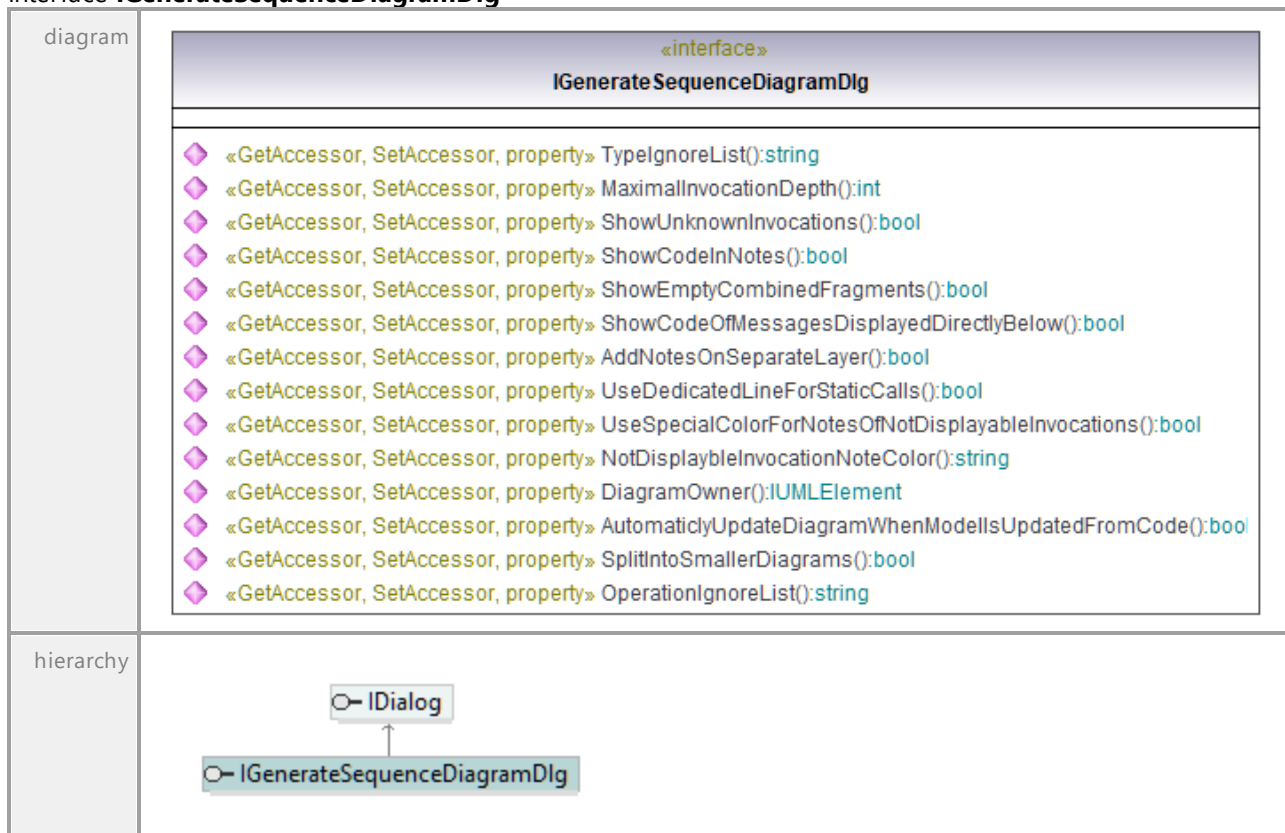 interface IGenerateSequenceDiagramDlg
diagram
«interface»
IGenerateSequenceDiagramDlg
«GetAccessor, SetAccessor, property» TypeIgnoreList():string
«GetAccessor, SetAccessor, property» MaximalInvocationDepth():int
«GetAccessor, SetAccessor, property» ShowUnknownInvocations():bool
«GetAccessor, SetAccessor, property» ShowCodeInNotes():bool
«GetAccessor, SetAccessor, property» ShowEmptyCombinedFragments():bool
«GetAccessor, SetAccessor, property» ShowCodeOfMessagesDisplayedDirectlyBelow():bool
«GetAccessor, SetAccessor, property» AddNotesOnSeparateLayer():bool
«GetAccessor, SetAccessor, property» UseDedicatedLineForStaticCalls():bool
«GetAccessor, SetAccessor, property» UseSpecialColorForNotesOfNotDisplayableInvocations():bool
«GetAccessor, SetAccessor, property» NotDisplaybleInvocationNoteColor():string
«GetAccessor, SetAccessor, property» DiagramOwner():IUMLElement
«GetAccessor, SetAccessor, property» AutomaticlyUpdateDiagramWhenModelIsUpdatedFromCode():bool
«GetAccessor, SetAccessor, property» SplitIntoSmallerDiagrams():bool
«GetAccessor, SetAccessor, property» OperationIgnoreList():string
hierarchy
IDialog
IGenerateSequenceDiagramDlg